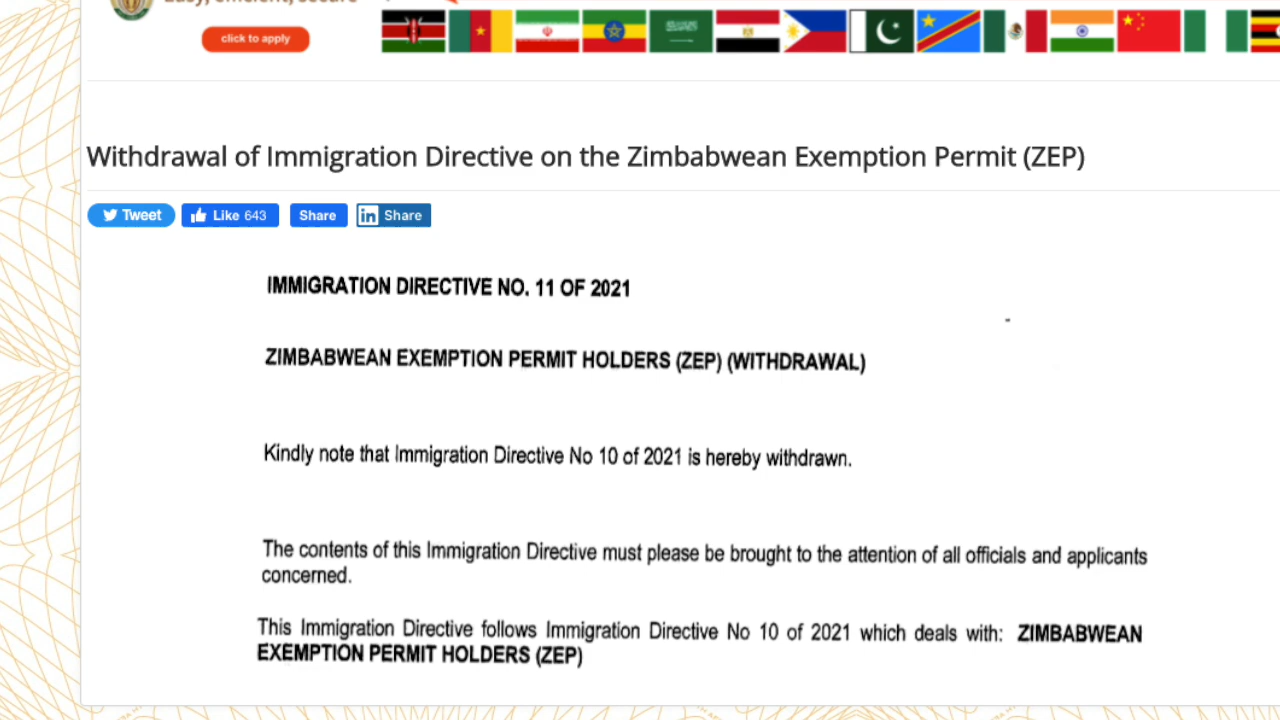 click to apply
Withdrawal of Immigration Directive on the Zimbabwean Exemption Permit (ZEP)
Tweet Like 643 Share in Share
IMMIGRATION DIRECTIVE NO. 11 OF 2021
ZIMBABWEAN EXEMPTION PERMIT HOLDERS (ZEP) (WITHDRAWAL)
Kindly note that Immigration Directive No 10 of 2021 is hereby withdrawn.
The contents of this Immigration Directive must please be brought to the attention of all officials and applicants
concerned.
This Immigration Directive follows Immigration Directive No 10 of 2021 which deals with: ZIMBABWEAN
EXEMPTION PERMIT HOLDERS (ZEP)